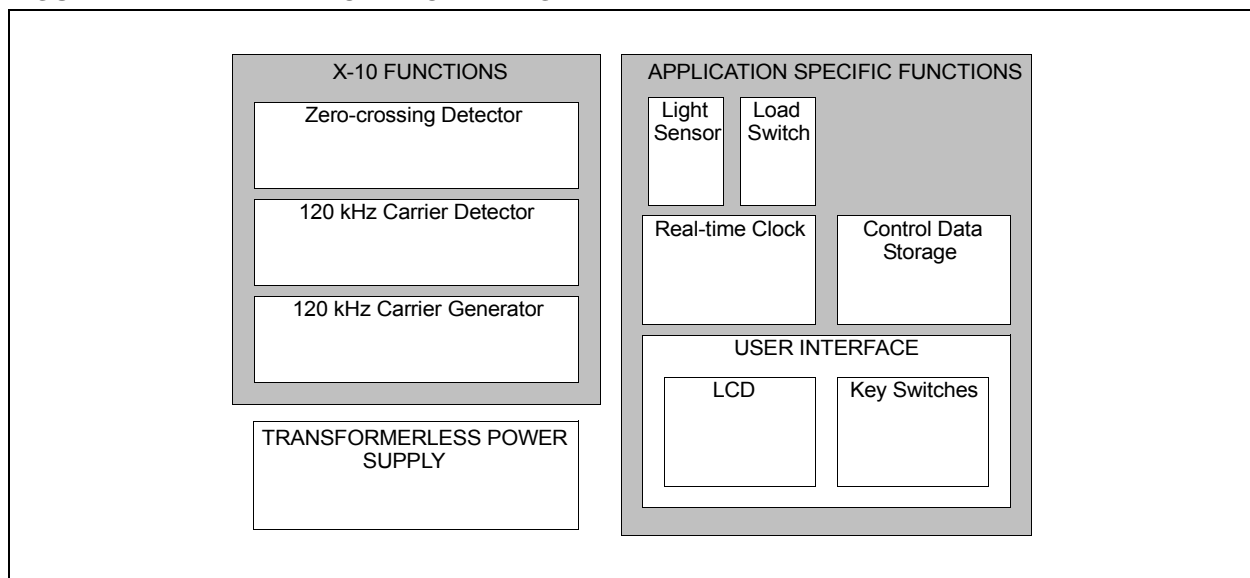 X-10 FUNCTIONS
Zero-crossing Detector
120 kHz Carrier Detector
120 kHz Carrier Generator
TRANSFORMERLESS POWER
SUPPLY
APPLICATION SPECIFIC FUNCTIONS
Light
Sensor
Load
Switch
Real-time Clock
Control Data
Storage
USER INTERFACE
LCD
Key Switches